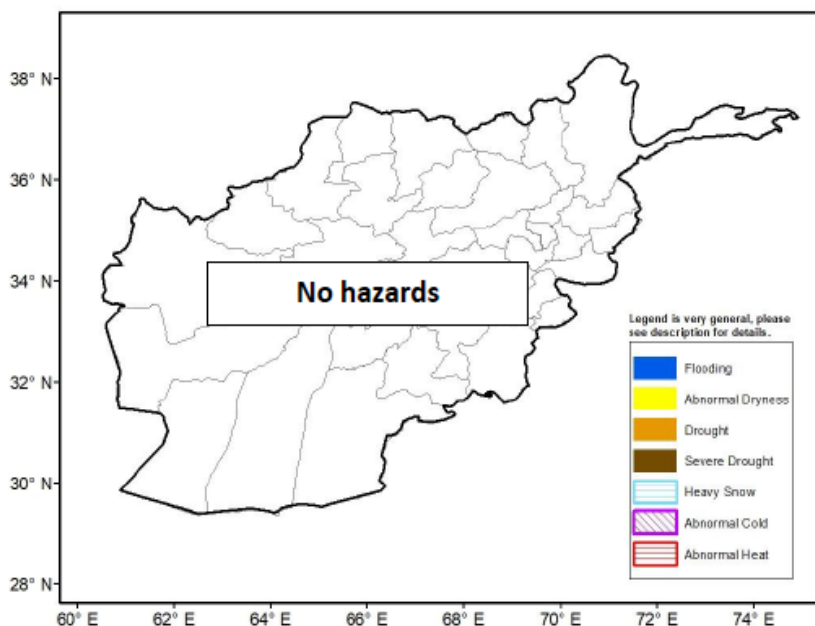 38° N
36° N
34° N
No hazards
Legend is very general, please
see description for details.
32° N
Flooding
Abnormal Dryness
Drought
30° N
Severe Drought
Heavy Snow
Abnormal Cold
Abnormal Heat
28° N
60° E 62° E 64° E 66° E 68° E 70° E 72° E 74° E